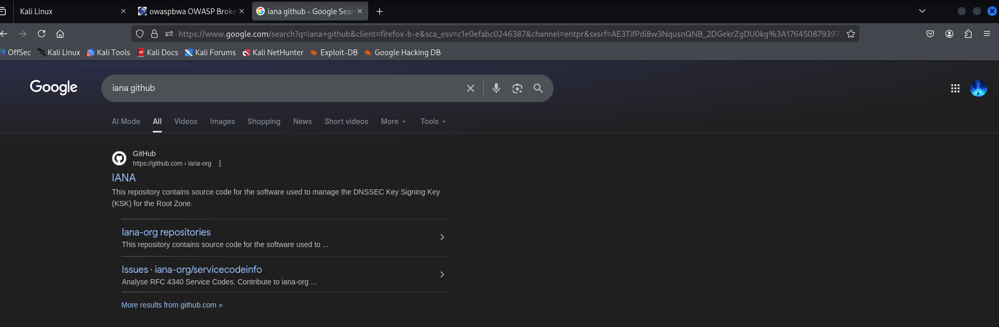 Kali Linux
owaspbwa OWASP Broke
iana github - Google Sear
https://www.google.com/search?q=iana+github&client=firefox-b-e&sca_esv=c1e0efabc0246387&channel=entpr&sxsrf=AE3TifPdi8w3NqusnQNB_2DGekrZgDU0kg%3A1764508793973
OffSec
Kali Linux
Kali Tools
Kali Docs
Kali Forums
Kali NetHunter
Exploit-DB
Google Hacking DB
Google
iana github
AI Mode
All
Videos
Images
Shopping
News
Short videos
More
Tools
GitHub
https://github.com › iana-org
IANA
This repository contains source code for the software used to manage the DNSSEC Key Signing Key
(KSK) for the Root Zone.
Iana-org repositories
This repository contains source code for the software used to ...
Issues · iana-org/servicecodeinfo
Analyse RFC 4340 Service Codes. Contribute to iana-org ...
More results from github.com »